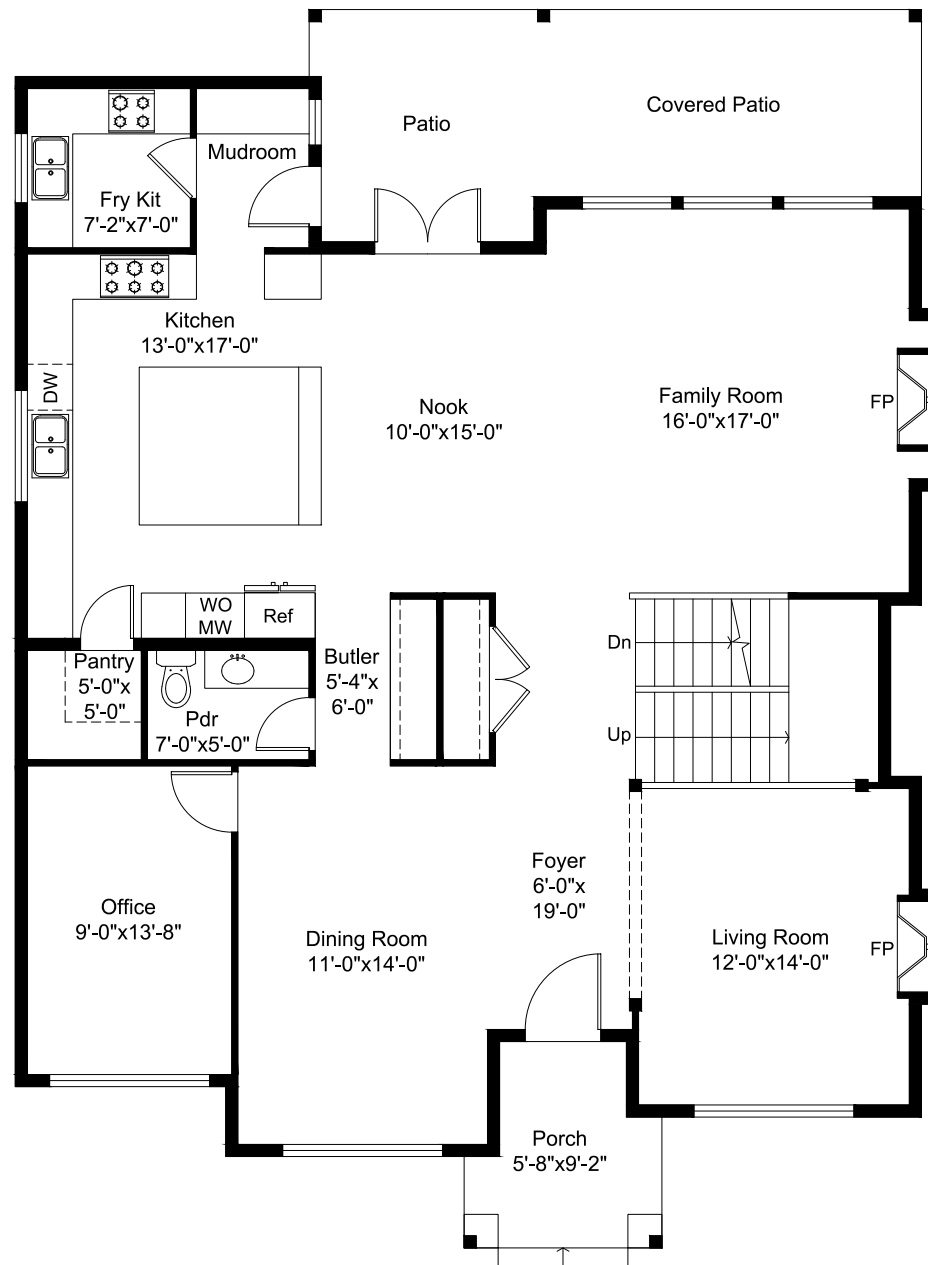 Patio
Covered Patio
Mudroom
Fry Kit
7'-2"x7'-0"
Kitchen
13'-0"x17'-0"
DW
Nook
10'-0"x15'-0"
Family Room
16'-0"x17'-0"
FP
WO
MW
Ref
Pantry
5'-0"x
5'-0"
Pdr
7'-0"x5'-0"
Butler
5'-4"x
6'-0"
Dn
Up
Office
9'-0"x13'-8"
Dining Room
11'-0"x14'-0"
Foyer
6'-0"x
19'-0"
Living Room
12'-0"x14'-0"
FP
Porch
5'-8"x9'-2"